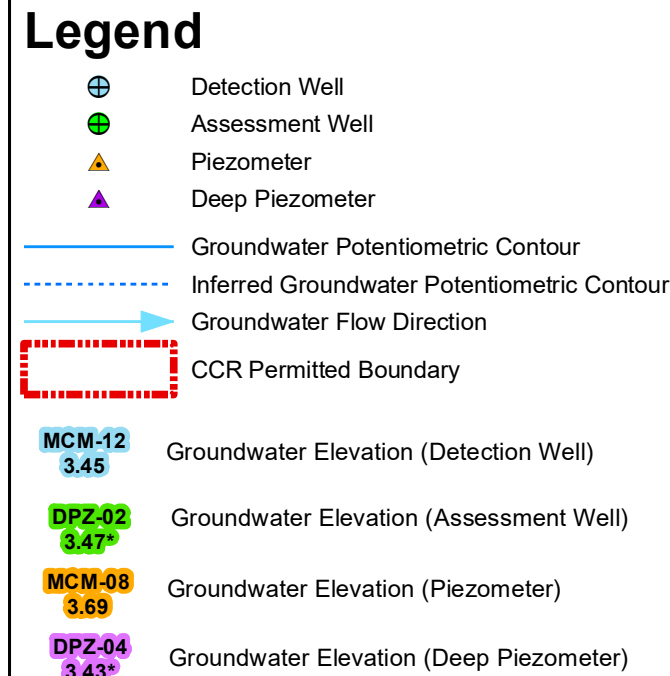 Legend
Detection Well
Assessment Well
Piezometer
Deep Piezometer
Groundwater Potentiometric Contour
Inferred Groundwater Potentiometric Contour
Groundwater Flow Direction
CCR Permitted Boundary
MCM-12
3.45
Groundwater Elevation (Detection Well)
DPZ-02
3.47*
Groundwater Elevation (Assessment Well)
MCM-08
3.69
Groundwater Elevation (Piezometer)
DPZ-04
3.43*
Groundwater Elevation (Deep Piezometer)